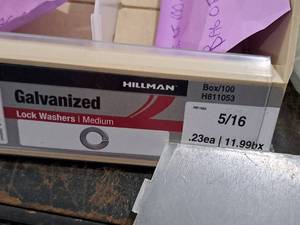 HILLMAN
Galvanized
Lock Washers | Medium
Box/100
H811053
5/16
.23ea | 11.99bx